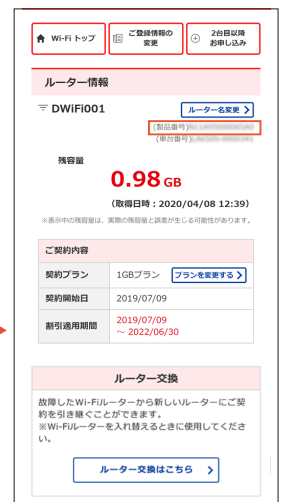 Wi-Fi トップ
ご登録情報の
変更
2台目以降
お申し込み
ルーター情報
DWiFi001
ルーター名変更
(製品番号)
(車台番号)
残容量
0.98 GB
(取得日時：2020/04/08 12:39)
※表示中の残容量は、実際の残容量と誤差が生じる可能性があります。
ご契約内容
契約プラン 1GBプラン プランを変更する
契約開始日 2019/07/09
割引適用期間 2019/07/09
～ 2022/06/30
ルーター交換
故障したWi-Fiルーターから新しいルーターにご契
約を引き継ぐことができます。
※Wi-Fiルーターを入れ替えるときに使用してくださ
い。
ルーター交換はこちら